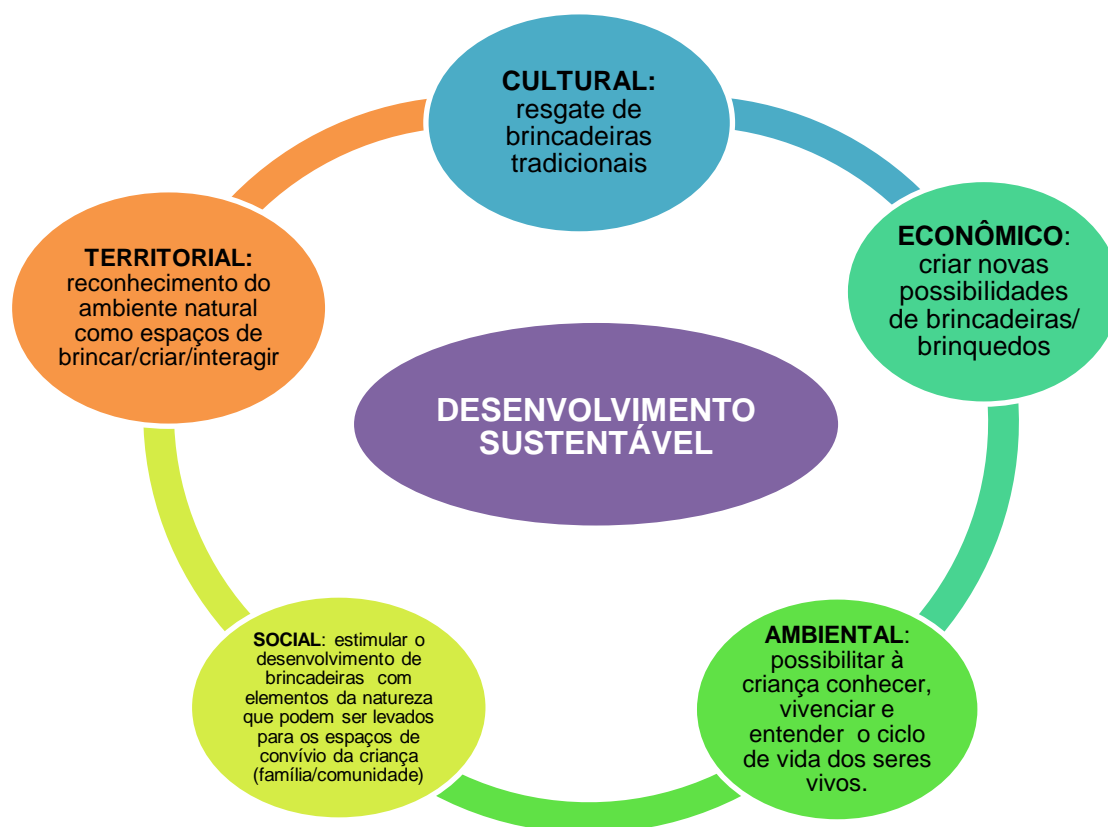 CULTURAL:
resgate de
brincadeiras
tradicionais
ECONÔMICO:
criar novas
possibilidades
de brincadeiras/
brinquedos
AMBIENTAL:
possibilitar à
criança conhecer,
vivenciar e
entender o ciclo
de vida dos seres
vivos.
SOCIAL: estimular o
desenvolvimento de
brincadeiras com
elementos da natureza
que podem ser levados
para os espaços de
convívio da criança
(família/comunidade)
TERRITORIAL:
reconhecimento do
ambiente natural
como espaços de
brincar/criar/interagir
DESENVOLVIMENTO
SUSTENTÁVEL